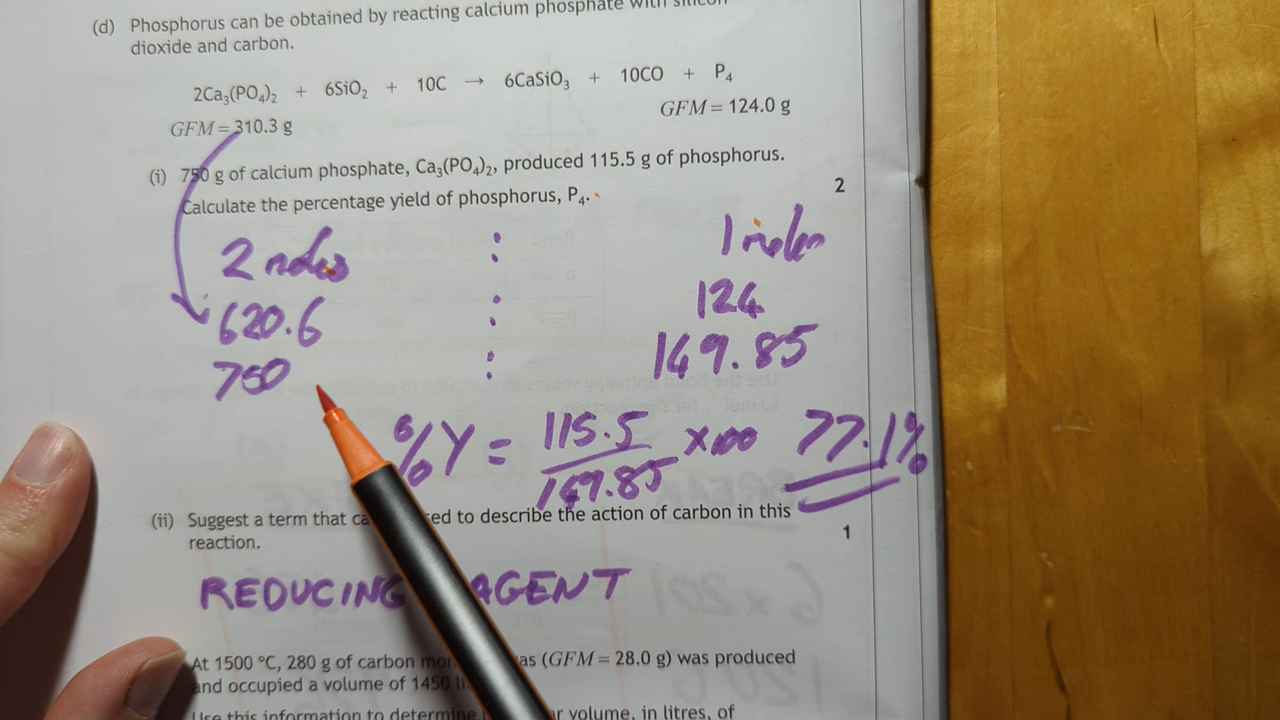 (d) Phosphorus can be obtained by reacting calcium phosphate with silicon
dioxide and carbon.
2Ca₃(PO₄)₂ + 6SiO₂ + 10C → 6CaSiO₃ + 10CO + P₄
GFM = 310.3 g GFM = 124.0 g
(i) 750 g of calcium phosphate, Ca₃(PO₄)₂, produced 115.5 g of phosphorus.
Calculate the percentage yield of phosphorus, P₄. 2
2 moles : 1 moles
620.6 : 124
750 : 149.85
%Y = 115.5 / 149.85 × 100 77.1%
(ii) Suggest a term that ed to describe the action of carbon in this
reaction. 1
REDUCING AGENT
At 1500 °C, 280 g of carbon as (GFM = 28.0 g) was produced
and occupied a volume of 1450
Use this information to determine volume, in litres, of